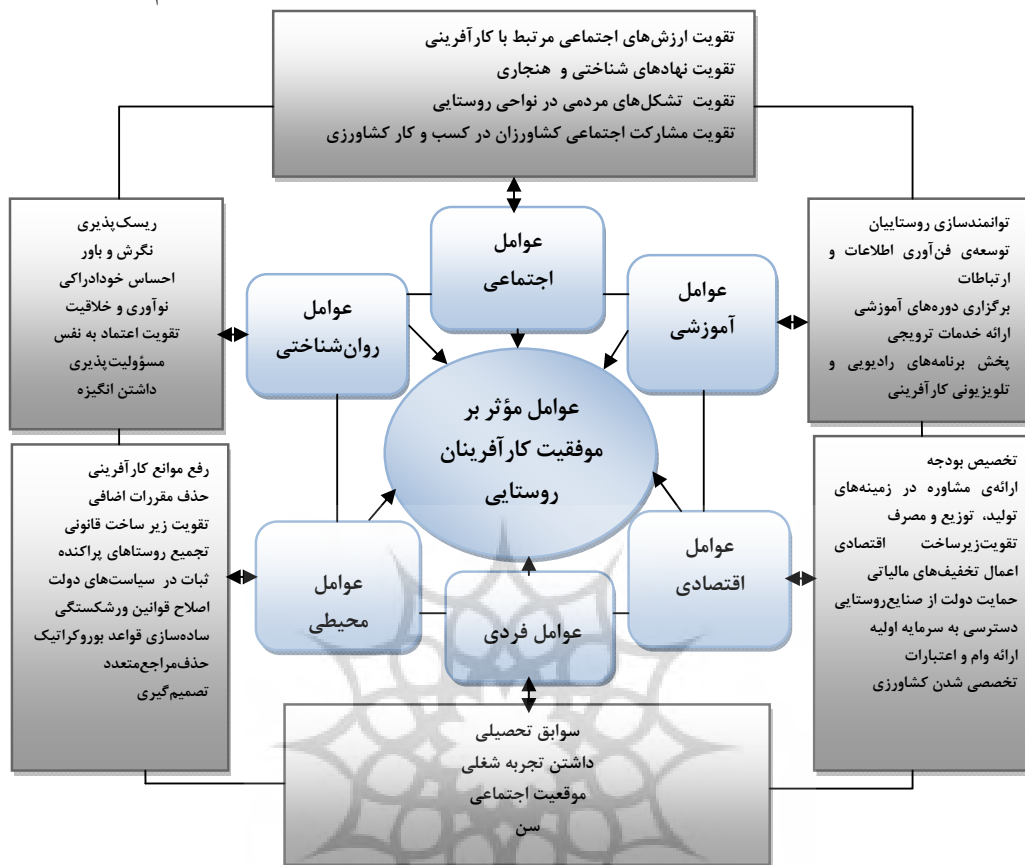 تقویت ارزش‌های اجتماعی مرتبط با کارآفرینی
تقویت نهادهای شناختی و هنجاری
تقویت تشکل‌های مردمی در نواحی روستایی
تقویت مشارکت اجتماعی کشاورزان در کسب و کار کشاورزی
توانمندسازی روستاییان
توسعه‌ی فن‌آوری اطلاعات و
ارتباطات
برگزاری دوره‌های آموزشی
ارائه خدمات ترویجی
پخش برنامه‌های رادیویی و
تلویزیونی کارآفرینی
عوامل
آموزشی
عوامل
اجتماعی
عوامل
روان‌شناختی
ریسک‌پذیری
نگرش و باور
احساس خودادراکی
نوآوری و خلاقیت
تقویت اعتماد به نفس
مسؤولیت‌پذیری
داشتن انگیزه
عوامل مؤثر بر
موفقیت کارآفرینان
روستایی
تخصیص بودجه
ارائه‌ی مشاوره در زمینه‌های
تولید، توزیع و مصرف
تقویت‌زیرساخت اقتصادی
اعمال تخفیف‌های مالیاتی
حمایت دولت از صنایع‌روستایی
دسترسی به سرمایه اولیه
ارائه وام و اعتبارات
تخصصی شدن کشاورزی
عوامل
اقتصادی
عوامل فردی
عوامل
محیطی
رفع موانع کارآفرینی
حذف مقررات اضافی
تقویت زیر ساخت قانونی
تجمیع روستاهای پراکنده
ثبات در سیاست‌های دولت
اصلاح قوانین ورشکستگی
ساده‌سازی قواعد بوروکراتیک
حذف‌مراجع‌متعدد
تصمیم‌گیری
سوابق تحصیلی
داشتن تجربه شغلی
موقعیت اجتماعی
سن